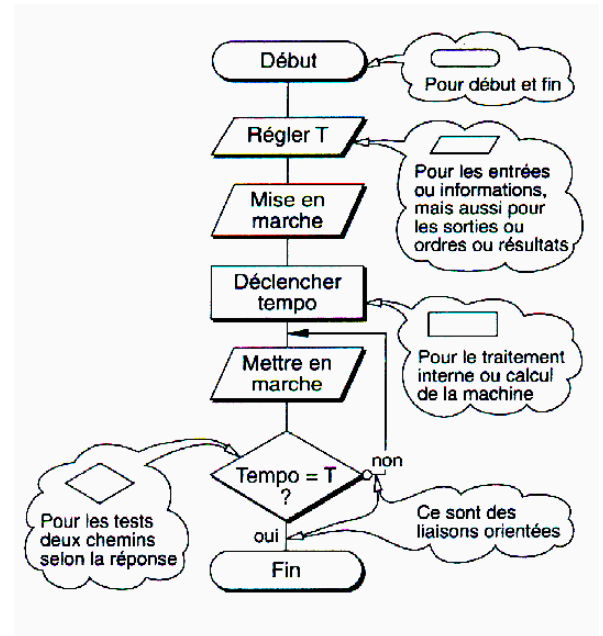 Début
Pour début et fin
Régler T
Pour les entrées
ou informations,
mais aussi pour
les sorties ou
ordres ou résultats
Mise en
marche
Déclencher
tempo
Pour le traitement
interne ou calcul
de la machine
Mettre en
marche
Tempo = T
?
non
oui
Pour les tests
deux chemins
selon la réponse
Ce sont des
liaisons orientées
Fin